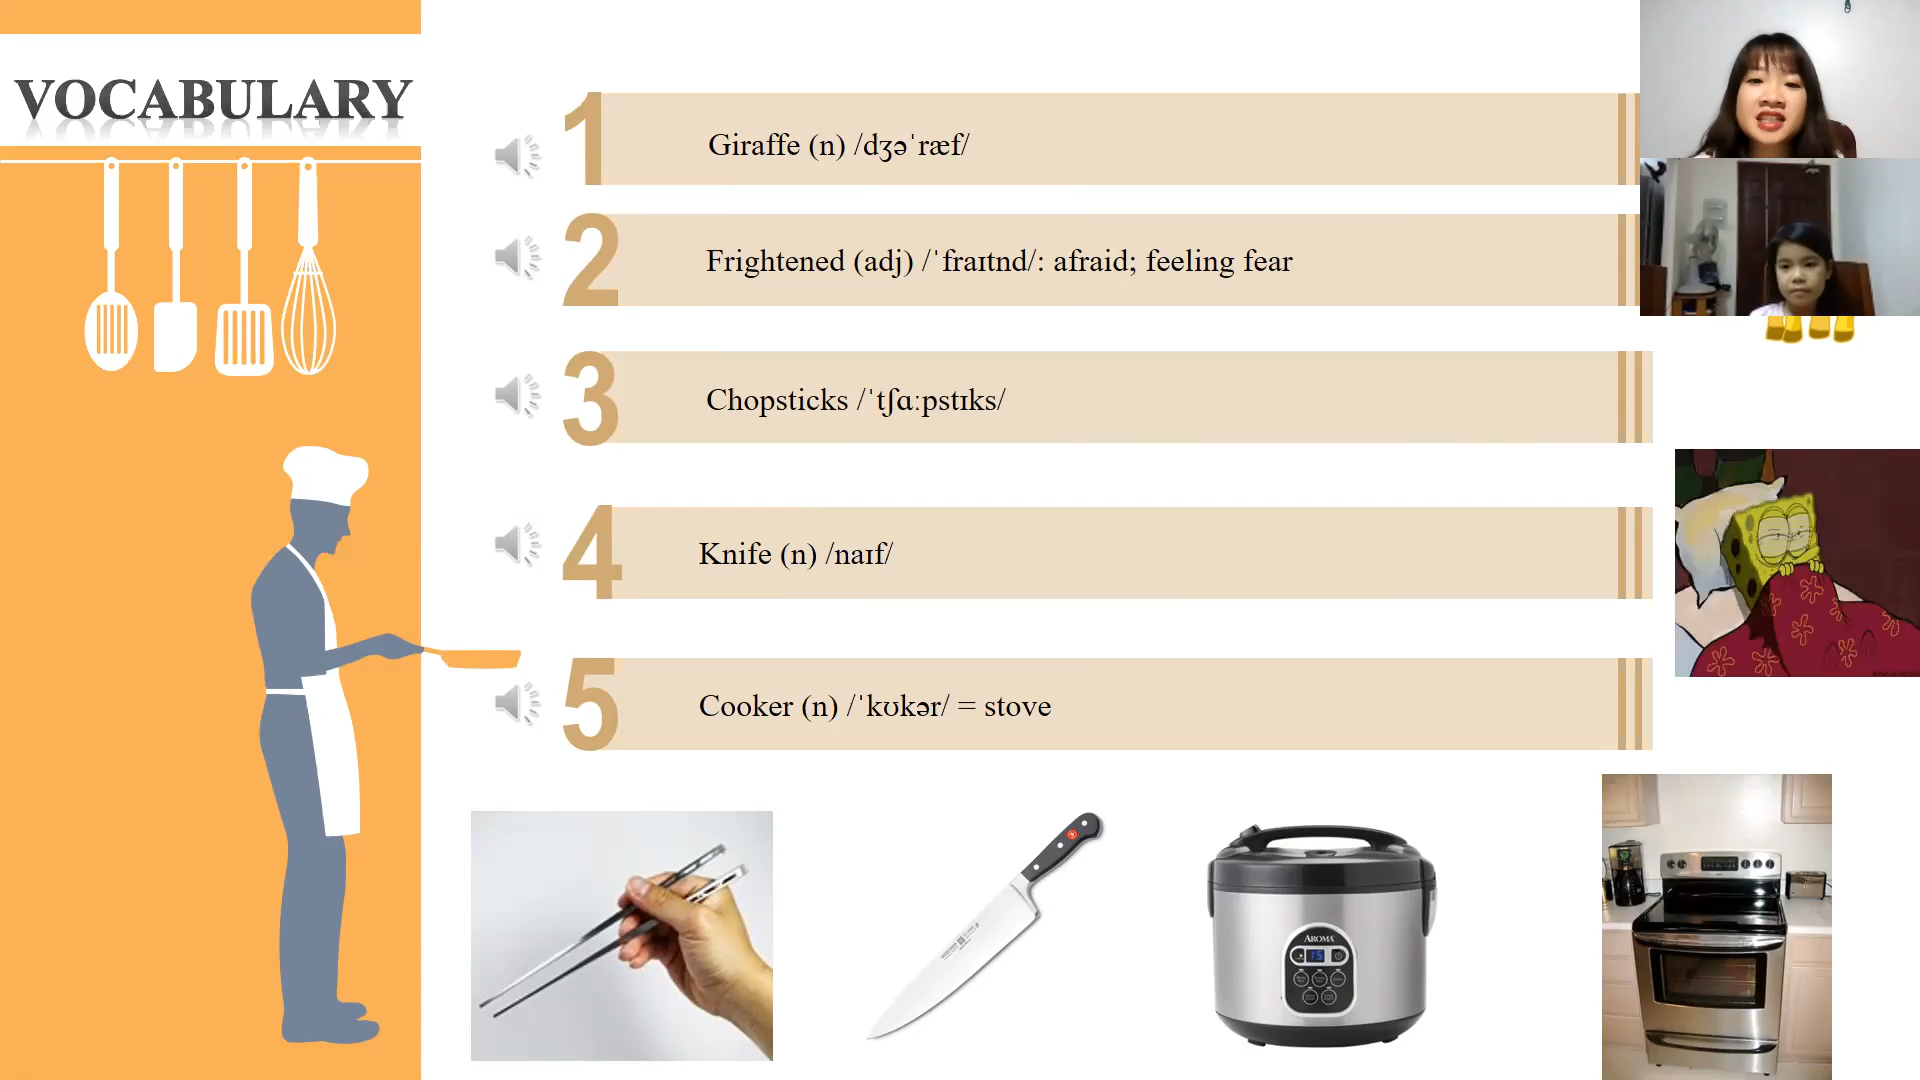 VOCABULARY
1
Giraffe (n) /dʒəˈræf/
2
Frightened (adj) /ˈfraɪtnd/: afraid; feeling fear
3
Chopsticks /ˈtʃɑːpstɪks/
4
Knife (n) /naɪf/
5
Cooker (n) /ˈkʊkər/ = stove
AROMA
15